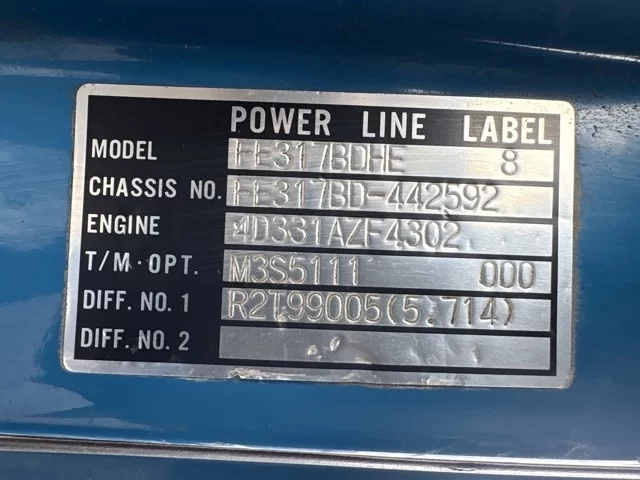 POWER LINE LABEL
MODEL FE317BDHE 8
CHASSIS NO. FE317BD-442592
ENGINE 4D331AZF4302
T/M·OPT. M3S5111 000
DIFF. NO. 1 R2T99005(5.714)
DIFF. NO. 2